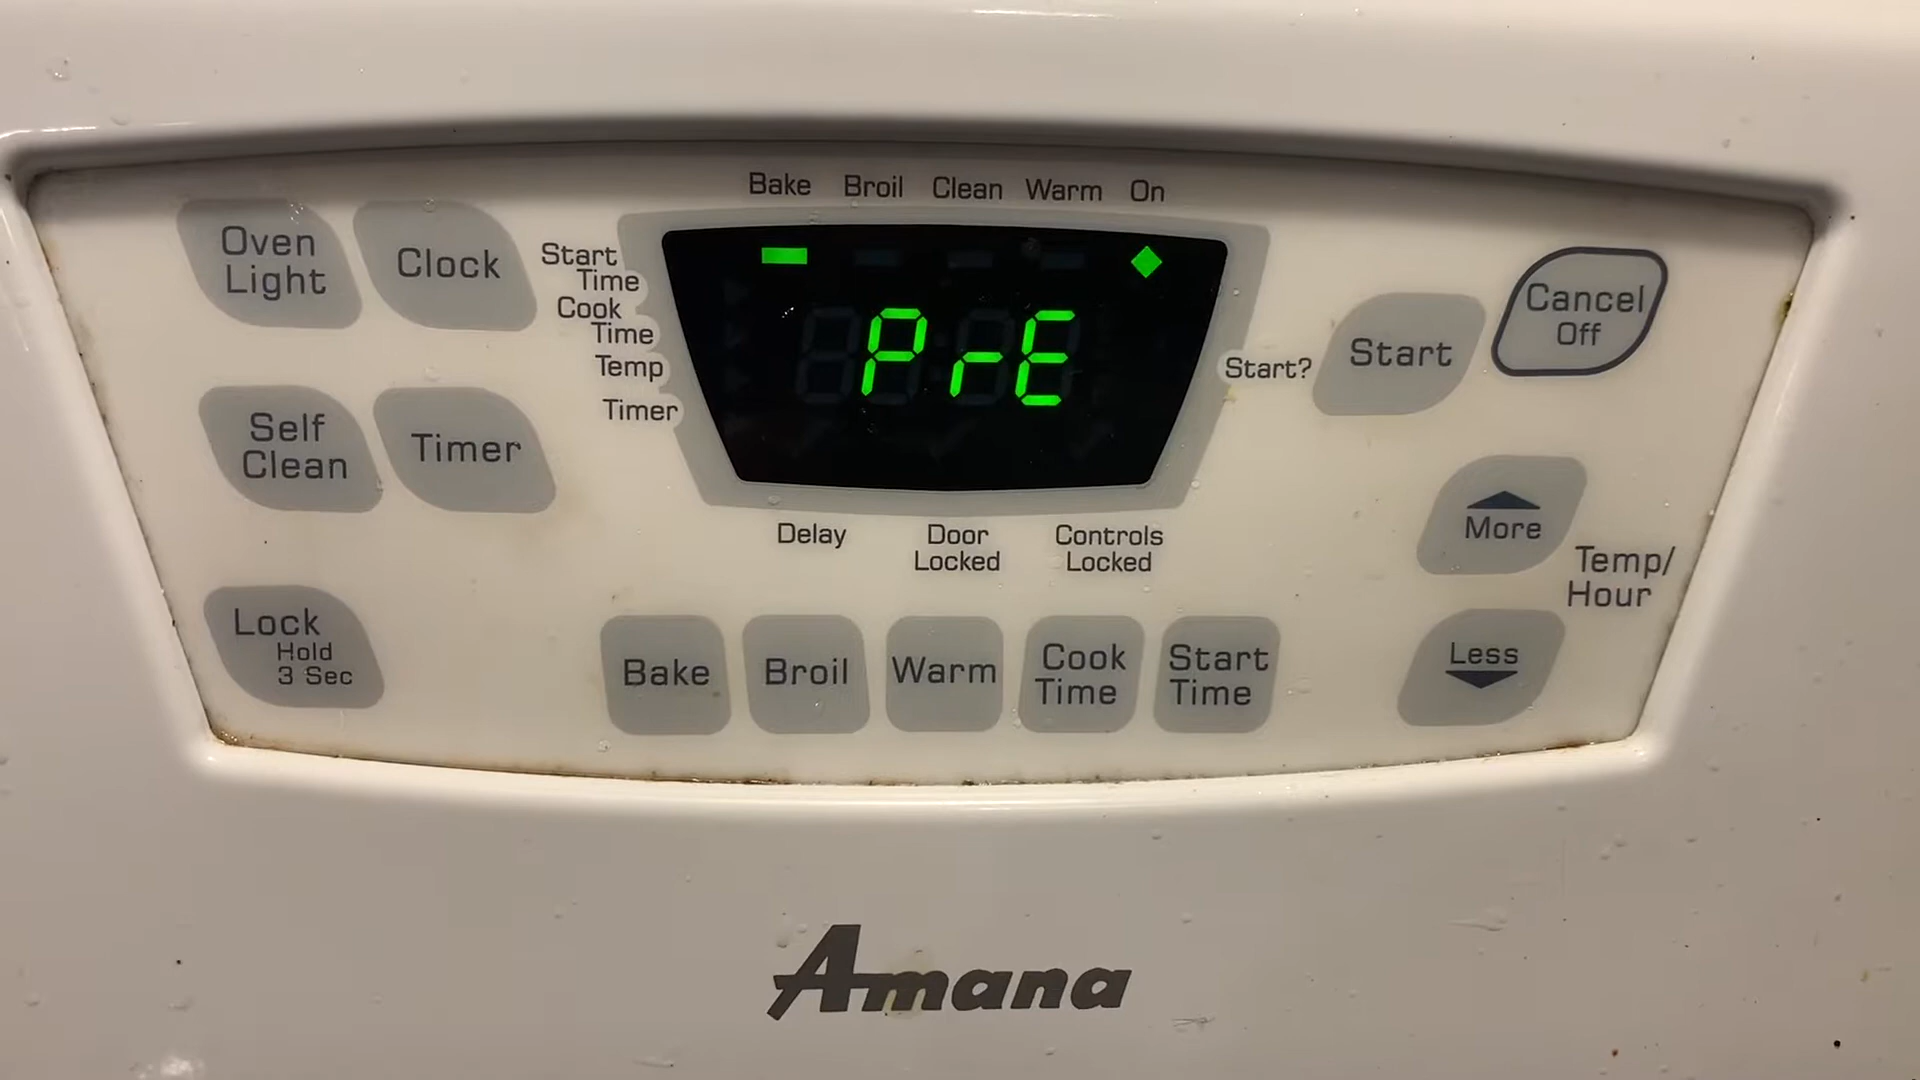 Bake Broil Clean Warm On
Oven
Light
Clock
Start
Time
Cook
Time
Temp
Timer
PrE
Start?
Start
Cancel
Off
Self
Clean
Timer
More
Temp/
Hour
Less
Delay
Door
Locked
Controls
Locked
Lock
Hold
3 Sec
Bake
Broil
Warm
Cook
Time
Start
Time
Amana